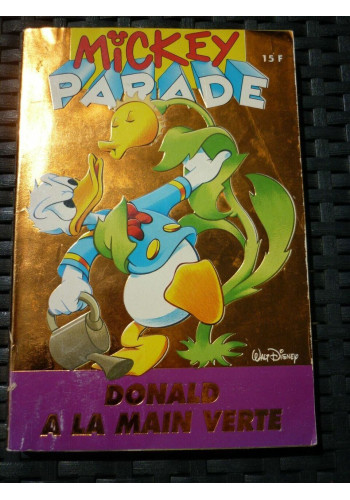 MiCKEY
PARADE
15 F
WALT DISNEY
DONALD
A LA MAIN VERTE